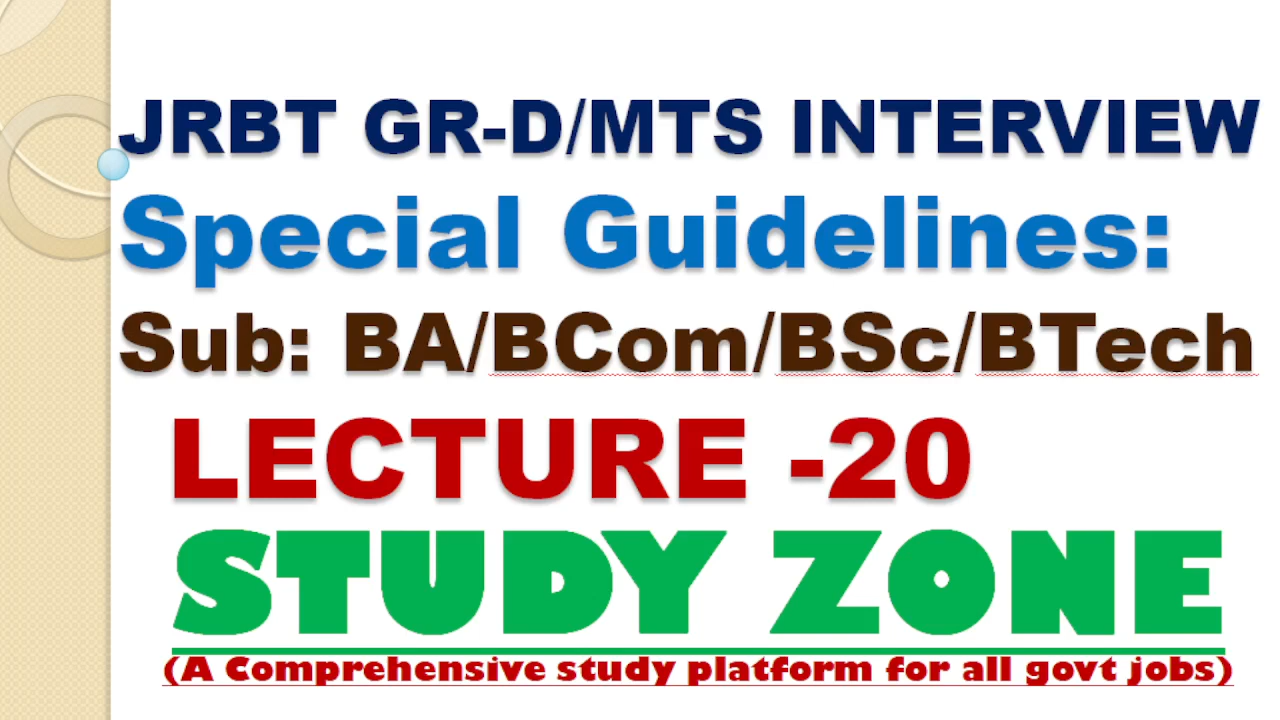 JRBT GR-D/MTS INTERVIEW
Special Guidelines:
Sub: BA/BCom/BSc/BTech
LECTURE -20
STUDY ZONE
(A Comprehensive study platform for all govt jobs)